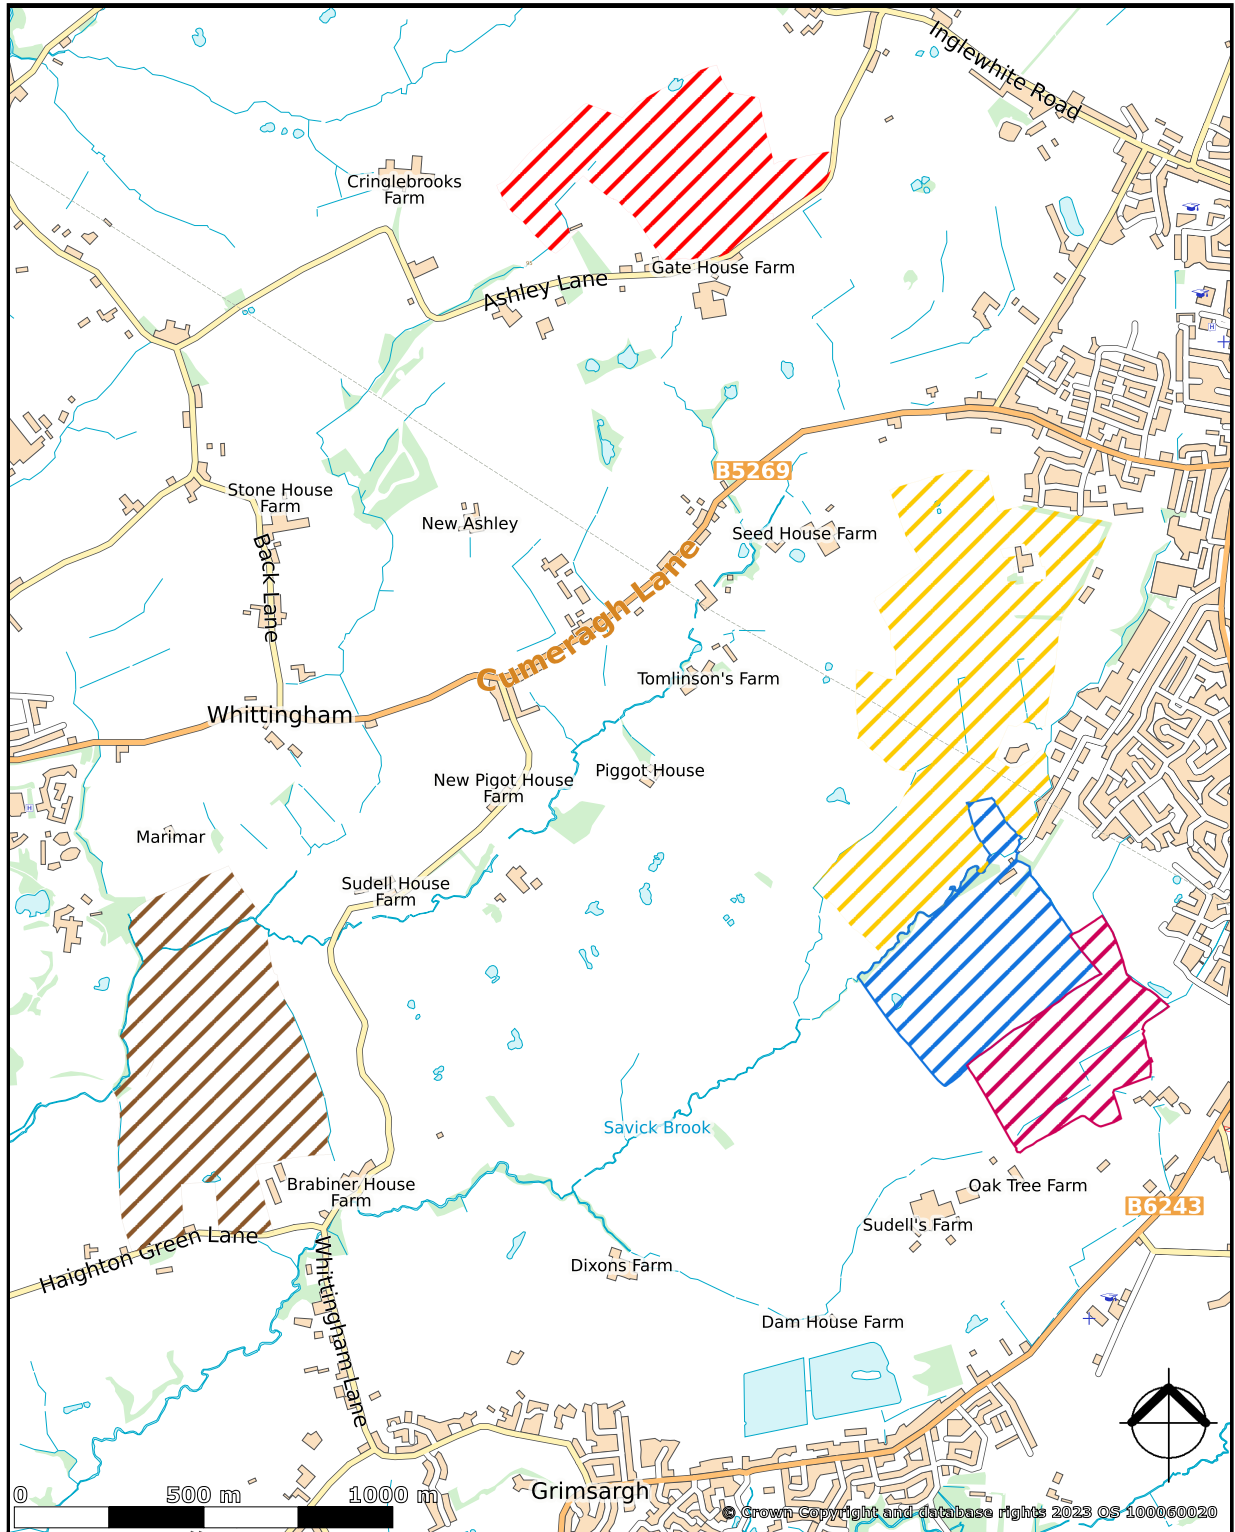 Inglewhite Road
Cringlebrooks
Farm
Gate House Farm
Ashley Lane
B5269
Stone House
Farm
New Ashley
Seed House Farm
Back Lane
Cumeragh Lane
Tomlinson's Farm
Whittingham
Piggot House
New Pigot House
Farm
H
H
Marimar
Sudell House
Farm
Savick Brook
Brabiner House
Farm
Oak Tree Farm
B6243
Sudell's Farm
Haighton Green Lane
Dixons Farm
Whittingham Lane
Dam House Farm
Grimsargh
0 500 m 1000 m
© Crown Copyright and database rights 2023 OS 100060020